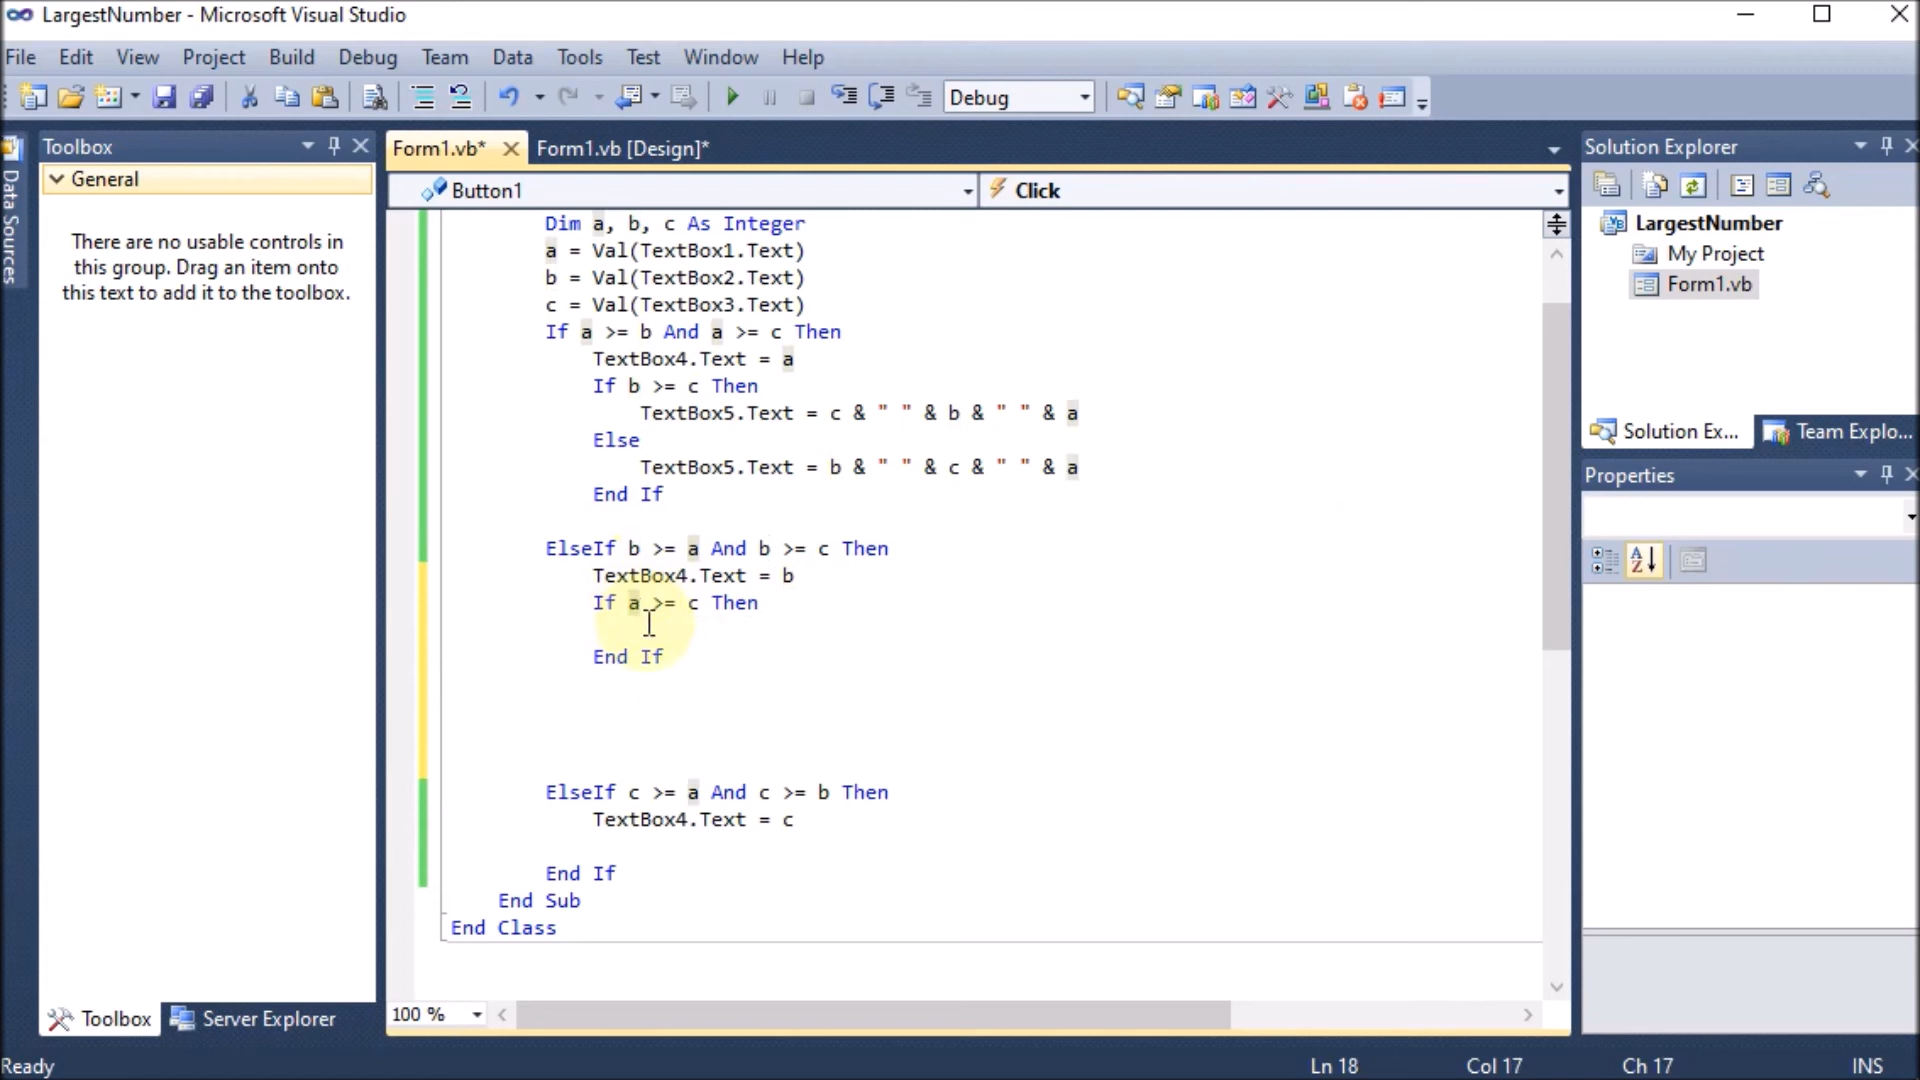 LargestNumber - Microsoft Visual Studio
File Edit View Project Build Debug Team Data Tools Test Window Help
Debug
Data Sources
Toolbox
General
There are no usable controls in
this group. Drag an item onto
this text to add it to the toolbox.
Toolbox Server Explorer
Form1.vb* Form1.vb [Design]*
Button1 Click
Dim a, b, c As Integer
a = Val(TextBox1.Text)
b = Val(TextBox2.Text)
c = Val(TextBox3.Text)
If a >= b And a >= c Then
TextBox4.Text = a
If b >= c Then
TextBox5.Text = c & " " & b & " " & a
Else
TextBox5.Text = b & " " & c & " " & a
End If
ElseIf b >= a And b >= c Then
TextBox4.Text = b
If a >= c Then
End If
ElseIf c >= a And c >= b Then
TextBox4.Text = c
End If
End Sub
End Class
100 %
Solution Explorer
LargestNumber
My Project
Form1.vb
Solution Ex... Team Explo...
Properties
Ready Ln 18 Col 17 Ch 17 INS